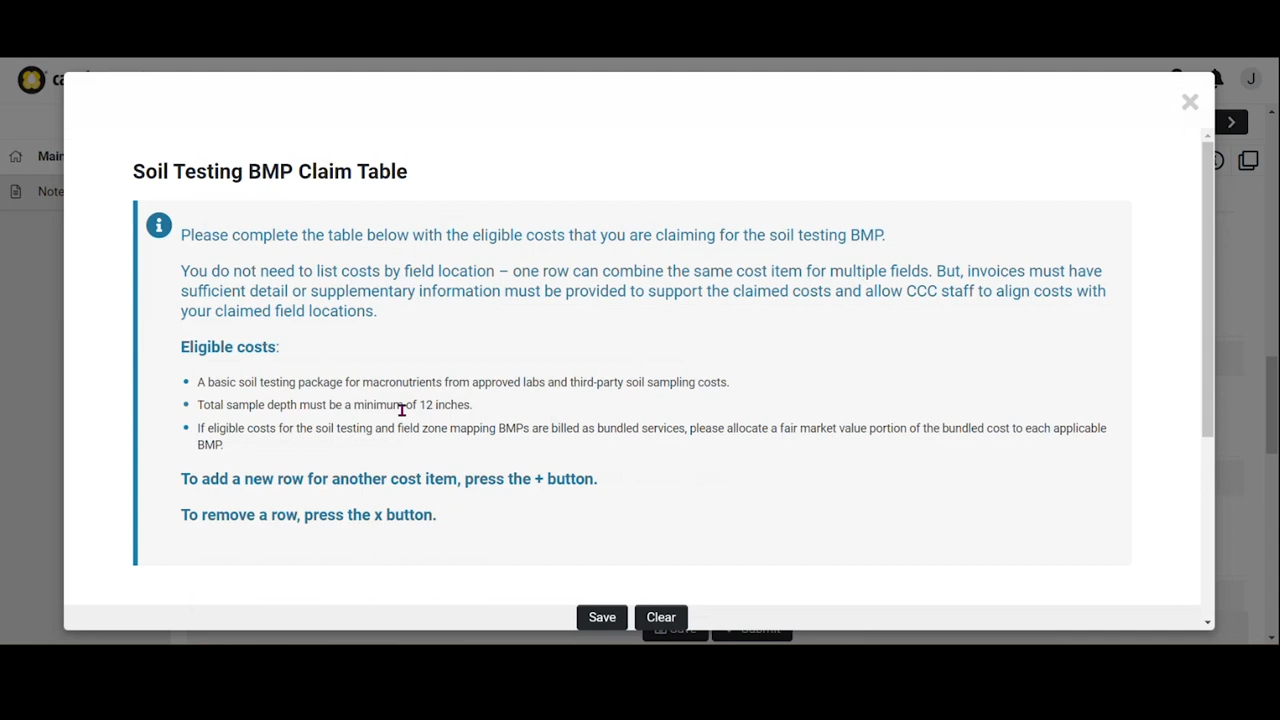 ca
J
Main
Note
Soil Testing BMP Claim Table
Please complete the table below with the eligible costs that you are claiming for the soil testing BMP.
You do not need to list costs by field location – one row can combine the same cost item for multiple fields. But, invoices must have
sufficient detail or supplementary information must be provided to support the claimed costs and allow CCC staff to align costs with
your claimed field locations.
Eligible costs:
A basic soil testing package for macronutrients from approved labs and third-party soil sampling costs.
Total sample depth must be a minimum of 12 inches.
If eligible costs for the soil testing and field zone mapping BMPs are billed as bundled services, please allocate a fair market value portion of the bundled cost to each applicable
BMP.
To add a new row for another cost item, press the + button.
To remove a row, press the x button.
Save Clear
Save Submit